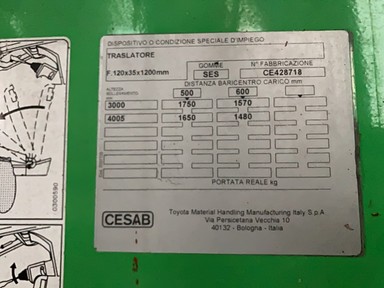 DISPOSITIVO O CONDIZIONE SPECIALE D'IMPIEGO
TRASLATORE
GOMME N° FABBRICAZIONE
F.120x35x1200mm SES CE428718
DISTANZA BARICENTRO CARICO mm
ALTEZZA SOLLEVAMENTO 500 600
3000 1750 1570
4005 1650 1480
PORTATA REALE kg
CESAB
Toyota Material Handling Manufacturing Italy S.p.A
Via Persicetana Vecchia 10
40132 - Bologna - Italia
0300590